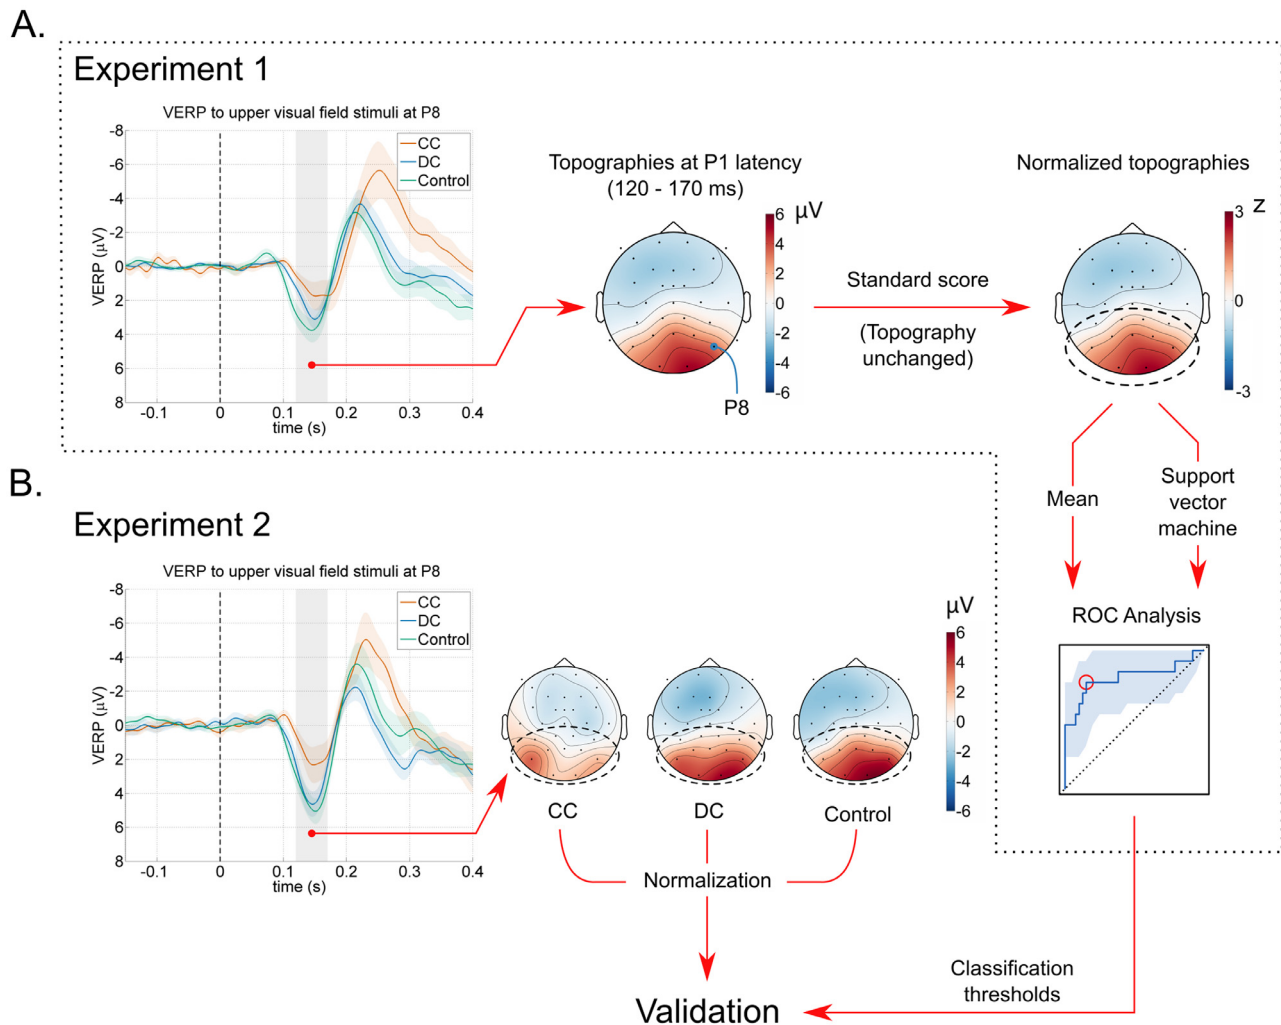 A.
Experiment 1
VERP to upper visual field stimuli at P8
-8
-6
-4
-2
0
2
4
6
8
VERP (µV)
CC
DC
Control
-0.1
0
0.1
0.2
0.3
0.4
time (s)
Topographies at P1 latency
(120 - 170 ms)
6
4
2
0
-2
-4
-6
µV
P8
Standard score
(Topography
unchanged)
Normalized topographies
3
0
-3
z
Mean
Support
vector
machine
ROC Analysis
B.
Experiment 2
VERP to upper visual field stimuli at P8
-8
-6
-4
-2
0
2
4
6
8
VERP (µV)
CC
DC
Control
-0.1
0
0.1
0.2
0.3
0.4
time (s)
µV
6
4
2
0
-2
-4
-6
CC
DC
Control
Normalization
Classification
thresholds
Validation